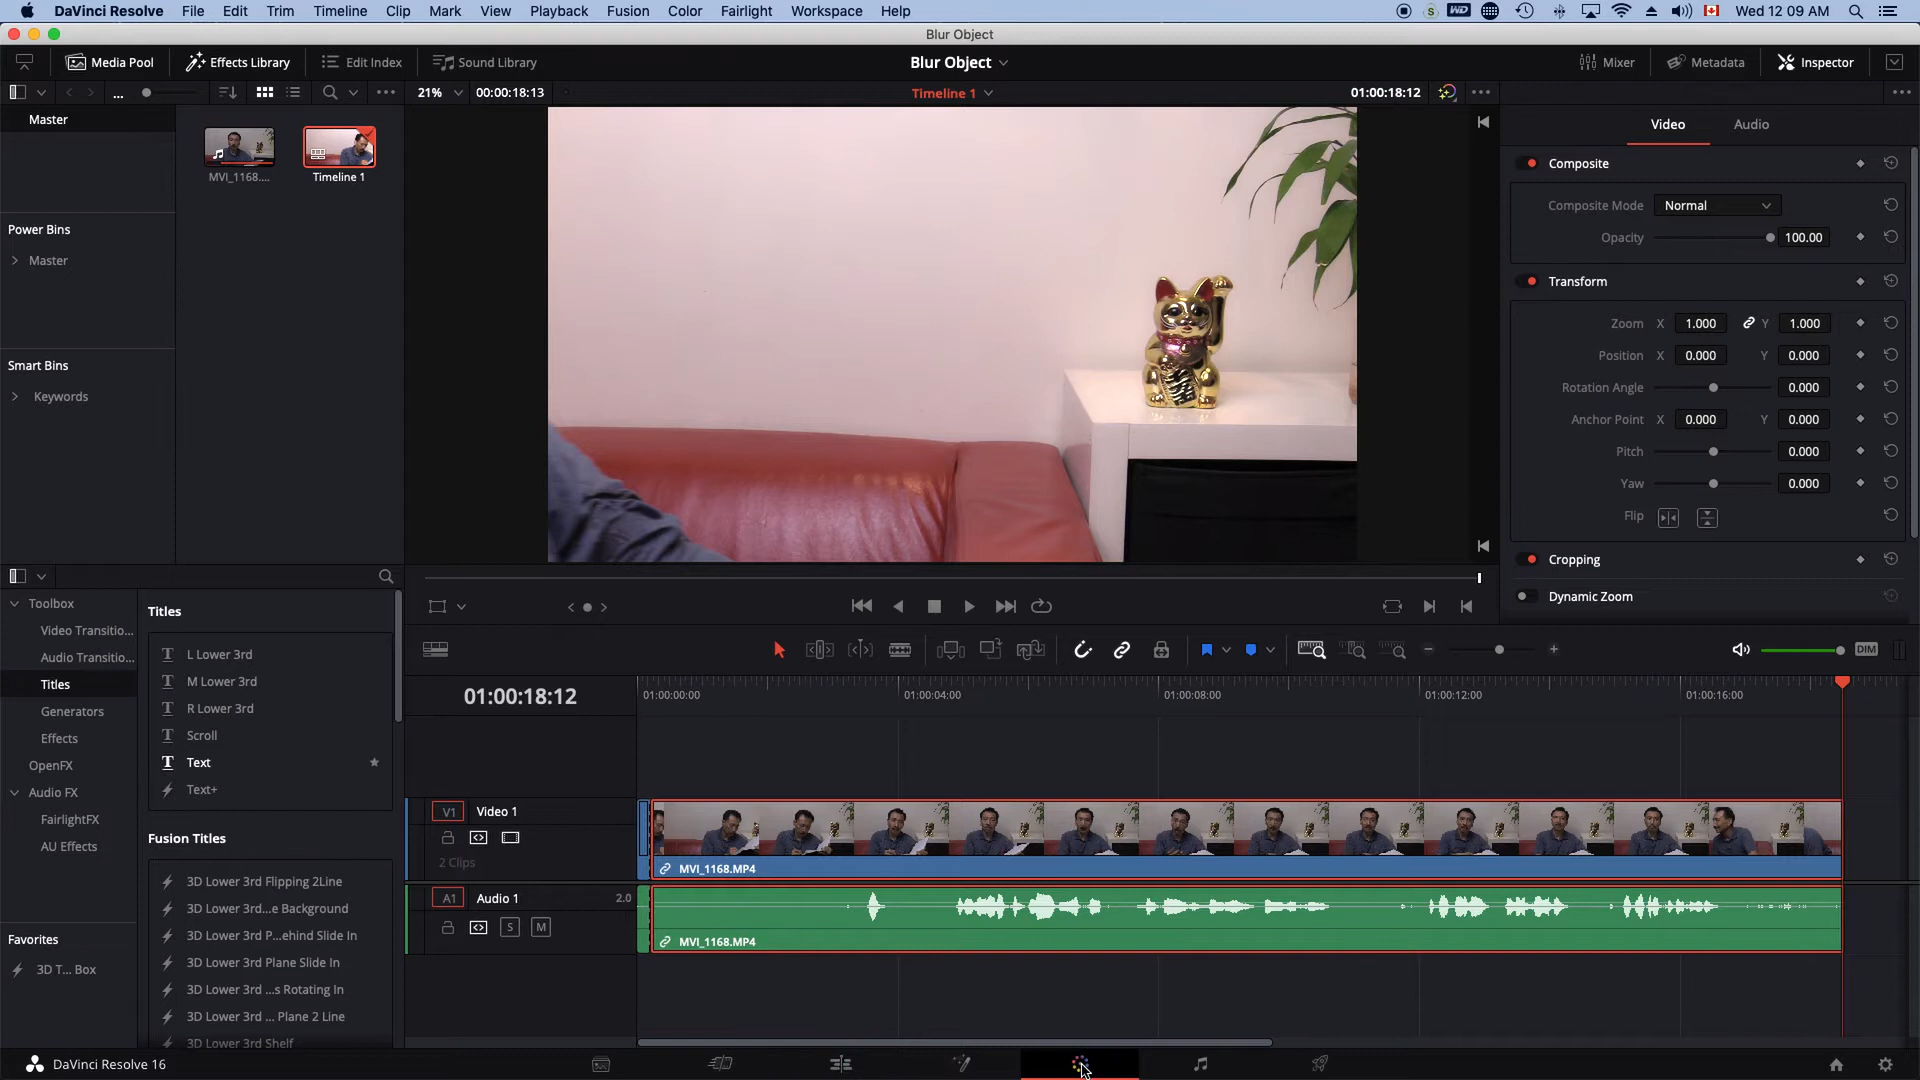 DaVinci Resolve File Edit Trim Timeline Clip Mark View Playback Fusion Color Fairlight Workspace Help
S WD Wed 12 09 AM
Blur Object
Media Pool Effects Library Edit Index Sound Library Blur Object Mixer Metadata Inspector
... 21% 00:00:18:13 Timeline 1 01:00:18:12
Master
MVI_1168....
Timeline 1
Power Bins
Master
Smart Bins
Keywords
Video Audio
Composite
Composite Mode Normal
Opacity 100.00
Transform
Zoom X 1.000 Y 1.000
Position X 0.000 Y 0.000
Rotation Angle 0.000
Anchor Point X 0.000 Y 0.000
Pitch 0.000
Yaw 0.000
Flip
Cropping
Dynamic Zoom
Toolbox
Video Transitio...
Audio Transitio...
Titles
Generators
Effects
OpenFX
Audio FX
FairlightFX
AU Effects
Favorites
3D T... Box
Titles
L Lower 3rd
M Lower 3rd
R Lower 3rd
Scroll
Text
Text+
Fusion Titles
3D Lower 3rd Flipping 2Line
3D Lower 3rd...e Background
3D Lower 3rd P...ehind Slide In
3D Lower 3rd Plane Slide In
3D Lower 3rd ...s Rotating In
3D Lower 3rd ... Plane 2 Line
3D Lower 3rd Shelf
DIM
01:00:18:12
01:00:00:00 01:00:04:00 01:00:08:00 01:00:12:00 01:00:16:00
V1 Video 1
2 Clips
MVI_1168.MP4
A1 Audio 1 2.0
S M
MVI_1168.MP4
DaVinci Resolve 16